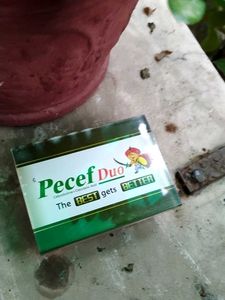 Pecef Duo
The BEST gets BETTER